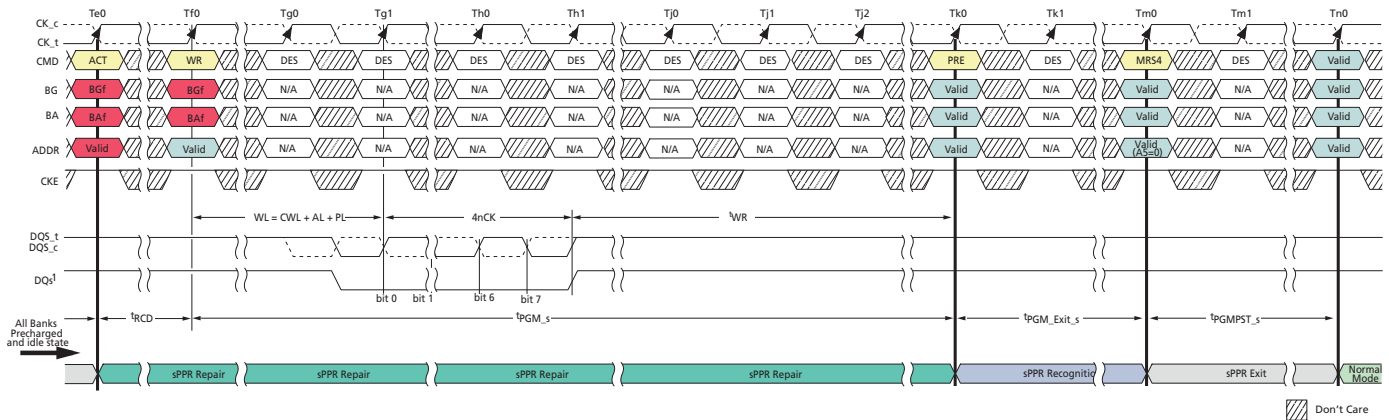 Te0 Tf0 Tg0 Tg1 Th0 Th1 Tj0 Tj1 Tj2 Tk0 Tk1 Tm0 Tm1 Tn0
CK_c
CK_t
CMD ACT WR DES DES DES DES DES DES DES PRE DES MRS4 DES Valid
BG BGf BGf N/A N/A N/A N/A N/A N/A N/A Valid N/A Valid N/A Valid
BA BAf BAf N/A N/A N/A N/A N/A N/A N/A Valid N/A Valid N/A Valid
ADDR Valid Valid N/A N/A N/A N/A N/A N/A N/A Valid N/A Valid (A5=0) N/A Valid
CKE
WL = CWL + AL + PL 4nCK tWR
DQS_t
DQS_c
DQs1
bit 0 bit 1 bit 6 bit 7
All Banks
Precharged
and idle state
tRCD tPGM_s tPGM_Exit_s tPGMPST_s
sPPR Repair sPPR Repair sPPR Repair sPPR Repair sPPR Recognitic sPPR Exit Normal
Mode
Don't Care